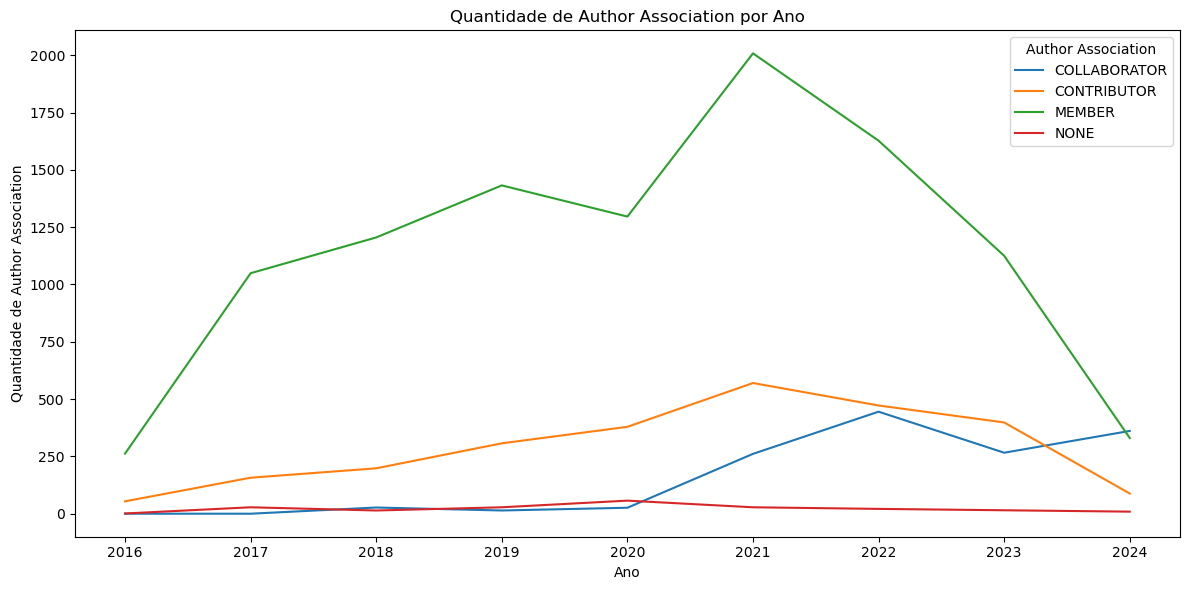 Quantidade de Author Association por Ano
Quantidade de Author Association
2000
1750
1500
1250
1000
750
500
250
0
Author Association
COLLABORATOR
CONTRIBUTOR
MEMBER
NONE
2016 2017 2018 2019 2020 2021 2022 2023 2024
Ano